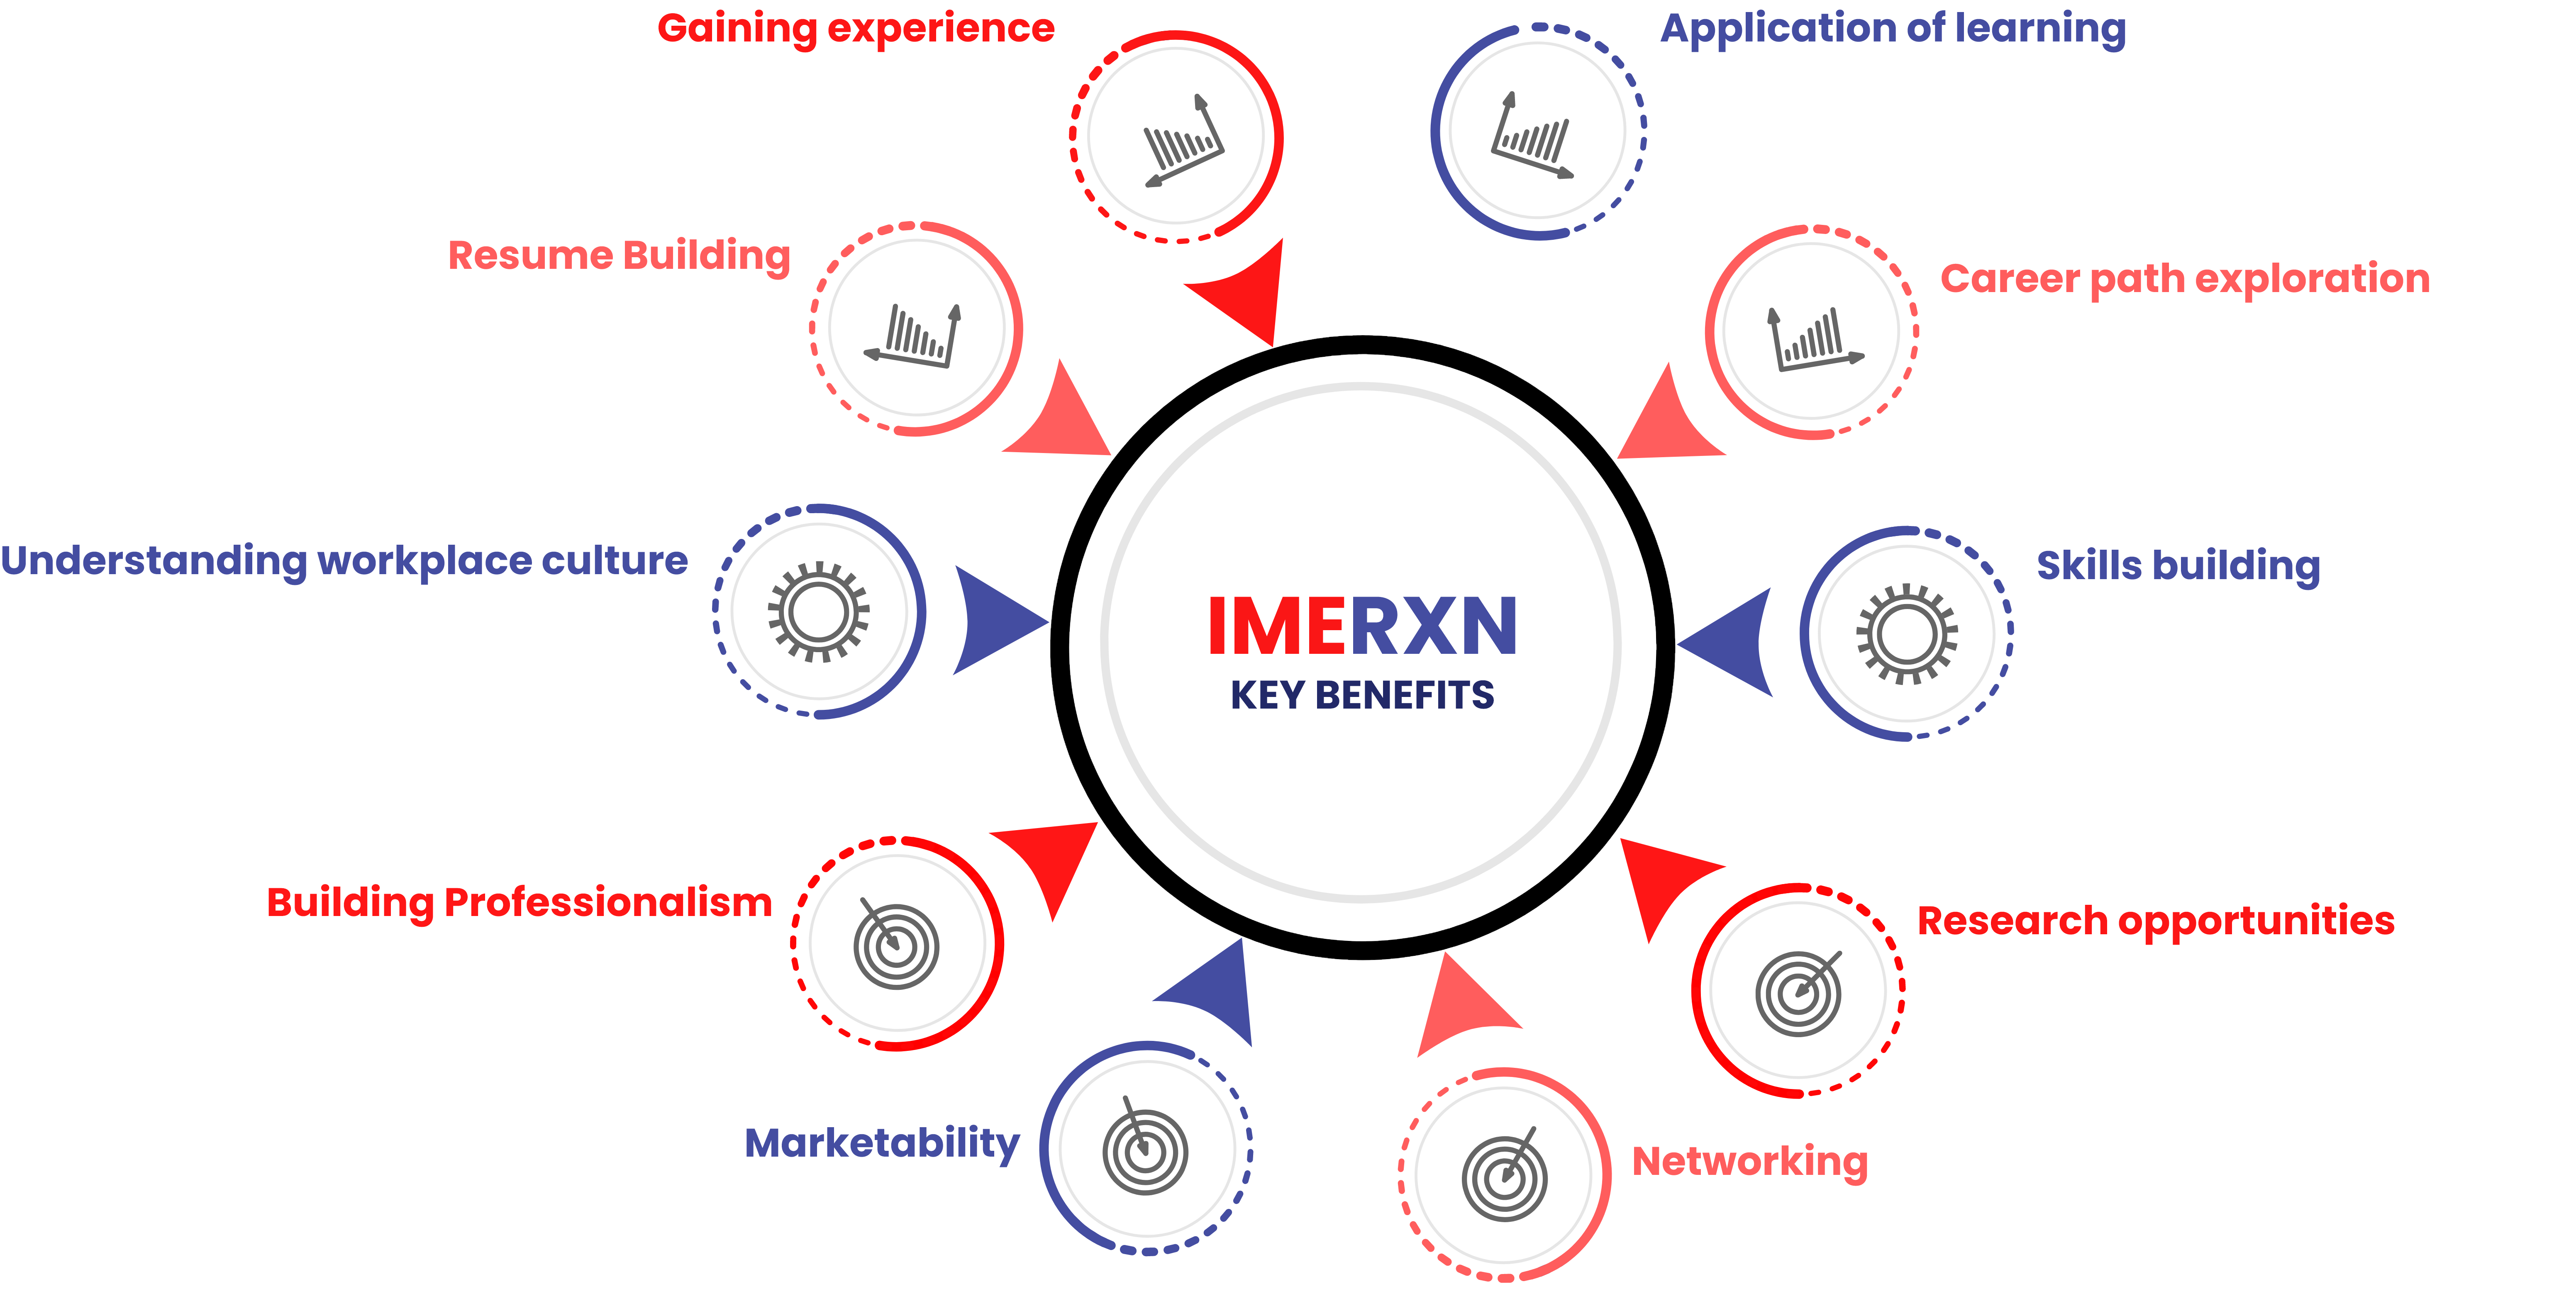 Gaining experience
Application of learning
Resume Building
Career path exploration
Understanding workplace culture
Skills building
IMERXN
KEY BENEFITS
Building Professionalism
Research opportunities
Marketability
Networking